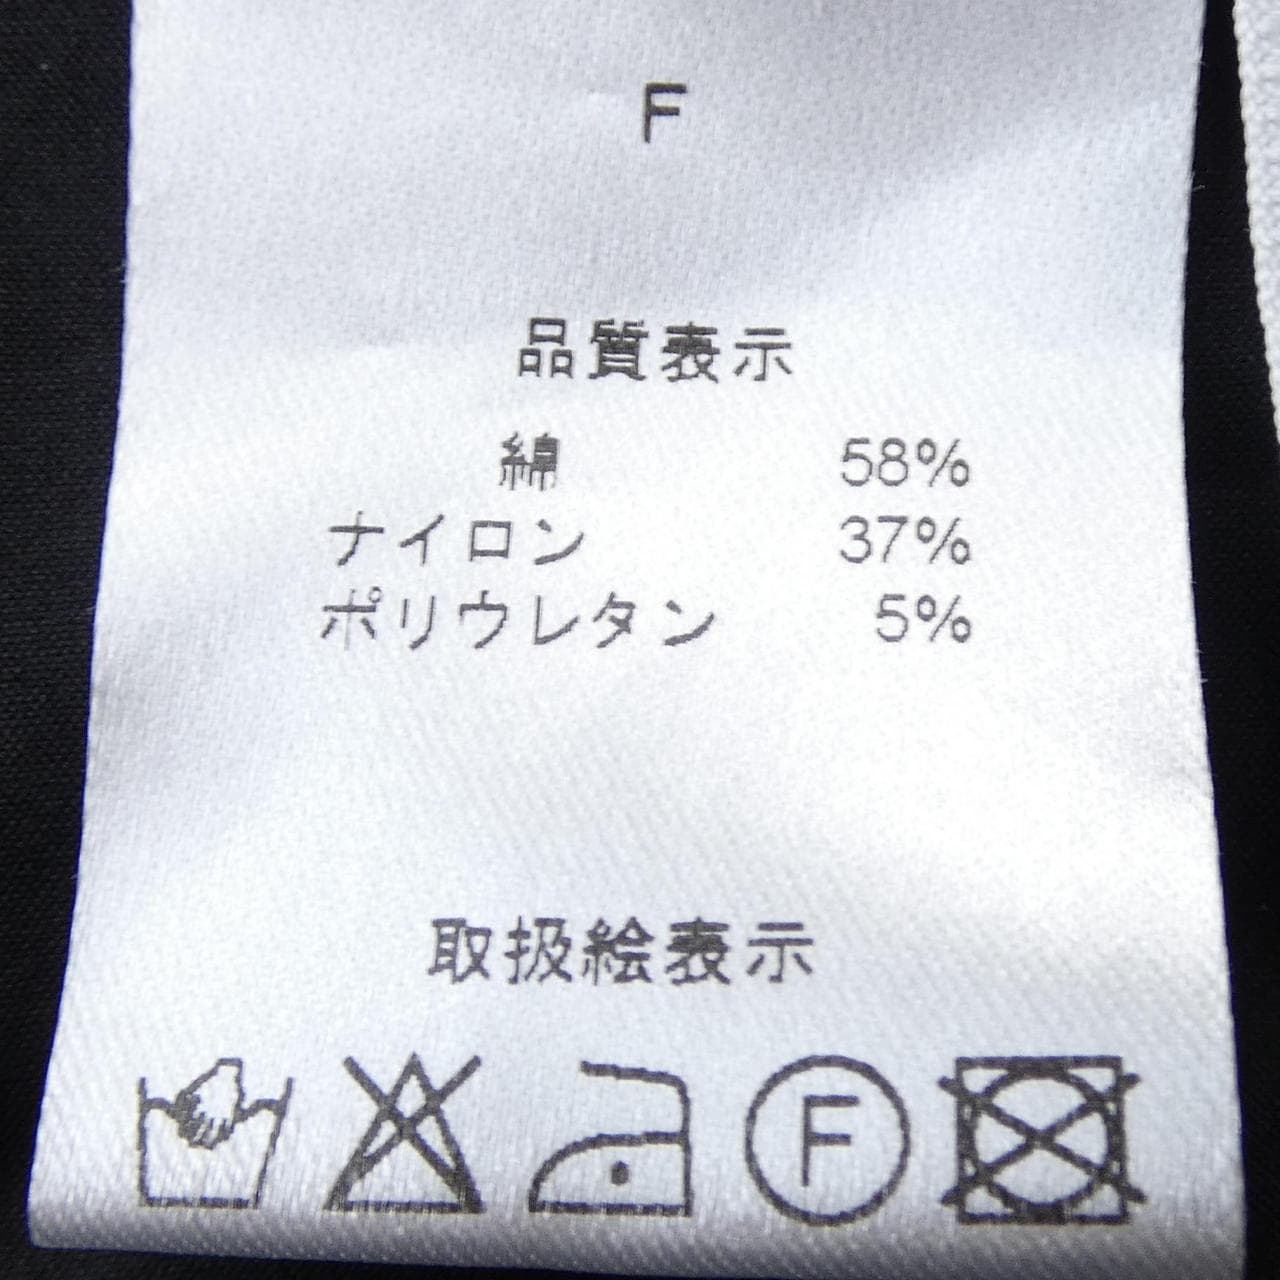 F
品質表示
綿 58%
ナイロン 37%
ポリウレタン 5%
取扱絵表示
F